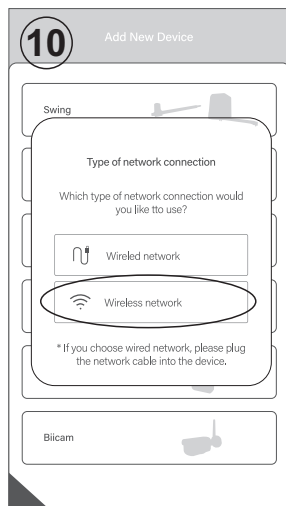 10
Add New Device
Swing
Type of network connection
Which type of network connection would
you like tto use?
Wireled network
Wireless network
* If you choose wired network, please plug
the network cable into the device.
Biicam